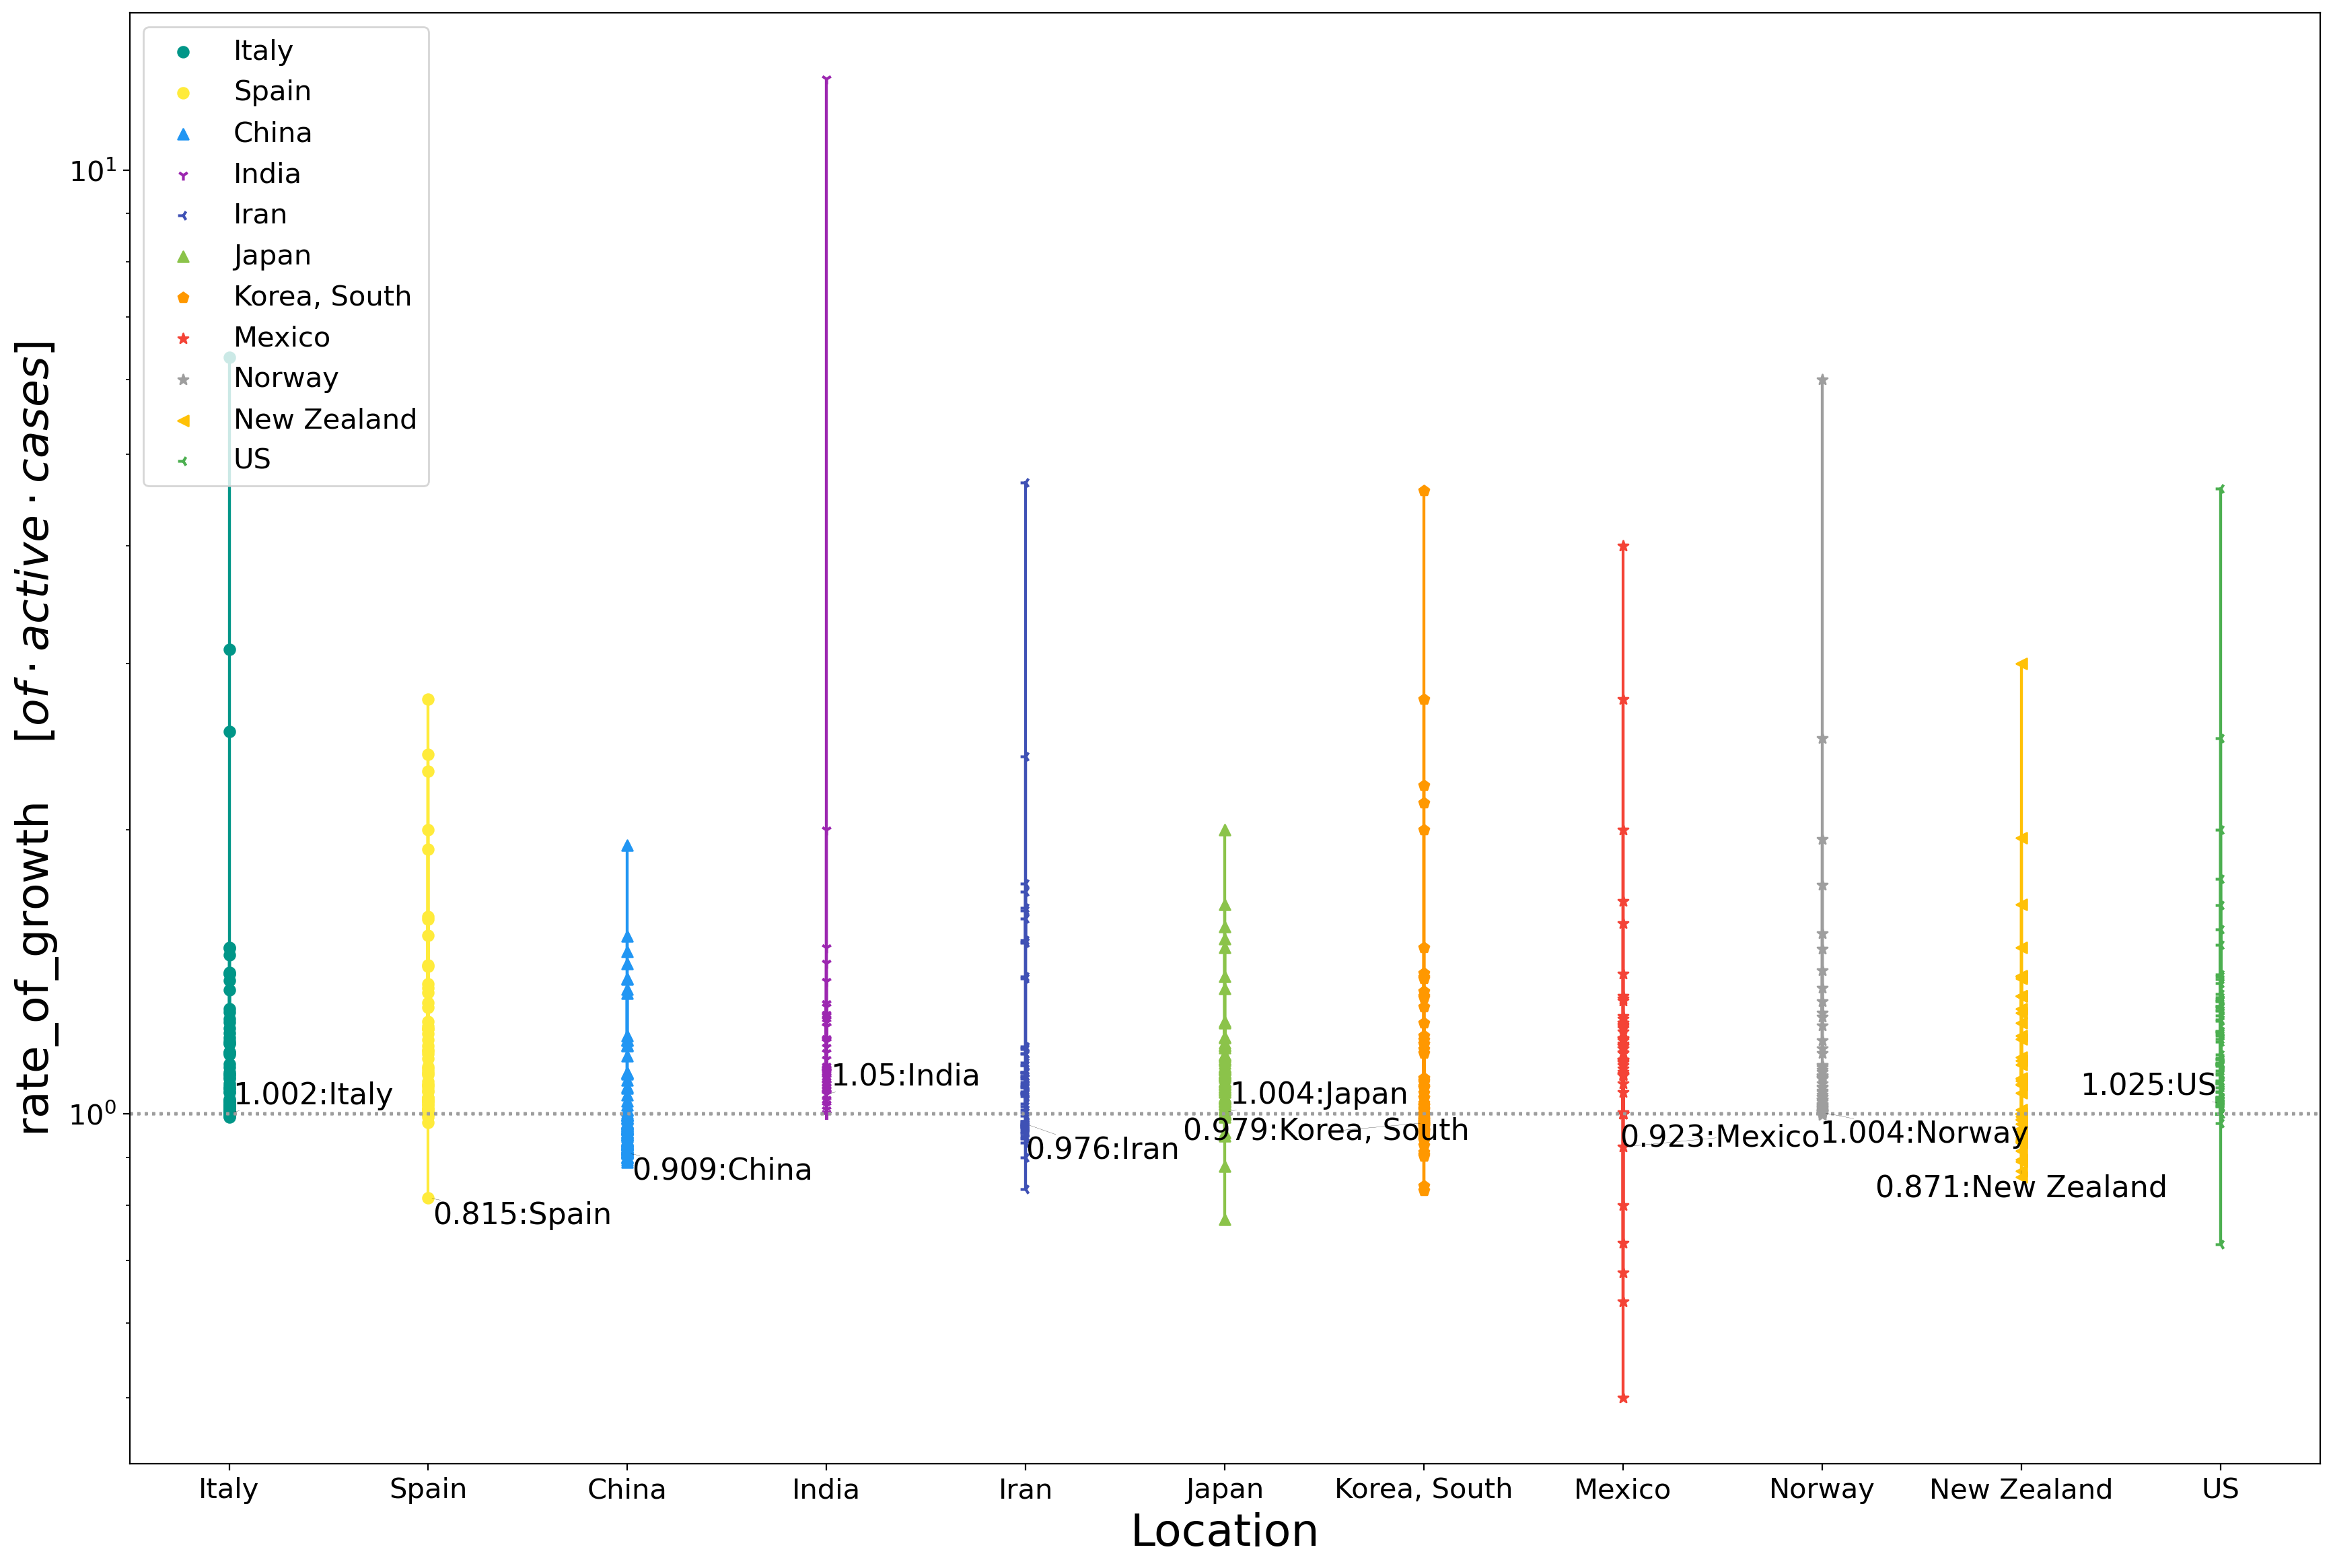 Italy
Spain
China
India
Iran
Japan
Korea, South
Mexico
Norway
New Zealand
US
10¹
10⁰
rate_of_growth [of · active · cases]
1.002:Italy
0.815:Spain
0.909:China
1.05:India
0.976:Iran
1.004:Japan
0.979:Korea, South
0.923:Mexico
1.004:Norway
0.871:New Zealand
1.025:US
Italy Spain China India Iran Japan Korea, South Mexico Norway New Zealand US
Location